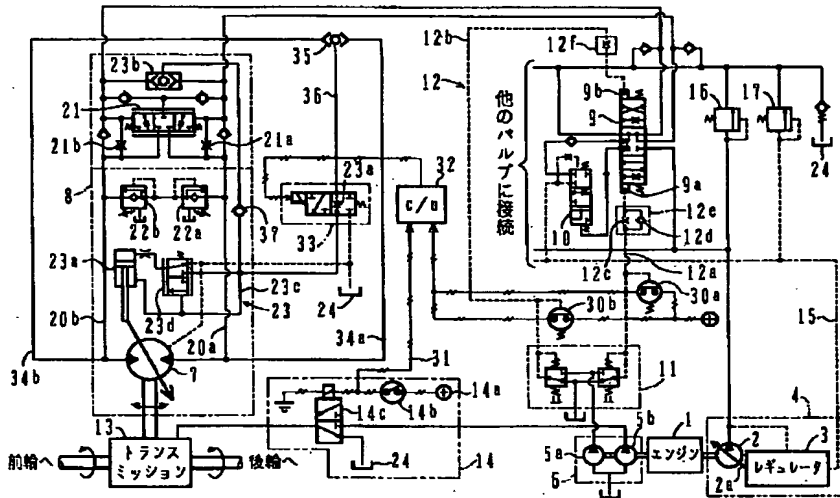 35
12b
12f
23b
12
9b
16
17
21
36
9
21b
21a
32
24
23a
他のバルブに接続
8
C/U
9a
22b
22a
33
37
10
12e
12d
23a
24
12c
12a
30a
23c
30b
23d
23
15
20b
20a
31
34a
11
34b
7
14a
4
14c
14b
5b
1
2
3
13
前輪へ
トランスミッション
後輪へ
24
14
5a
エンジン
レギュレータ
6
2a